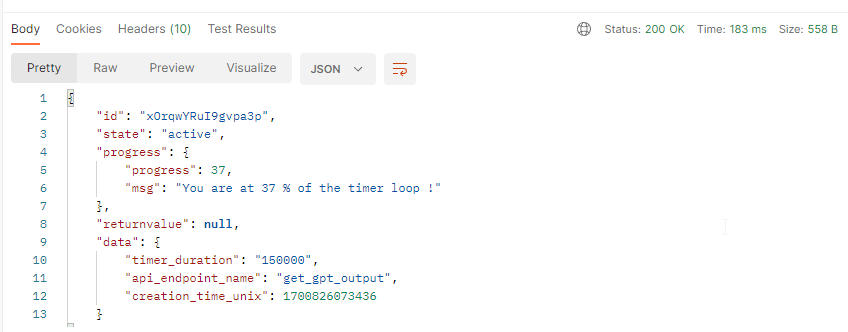 Body Cookies Headers (10) Test Results Status: 200 OK Time: 183 ms Size: 558 B
Pretty Raw Preview Visualize JSON
1 {
2 "id": "xOrqwYRuI9gvpa3p",
3 "state": "active",
4 "progress": {
5 "progress": 37,
6 "msg": "You are at 37 % of the timer loop !"
7 },
8 "returnvalue": null,
9 "data": {
10 "timer_duration": "150000",
11 "api_endpoint_name": "get_gpt_output",
12 "creation_time_unix": 1700826073436
13 }